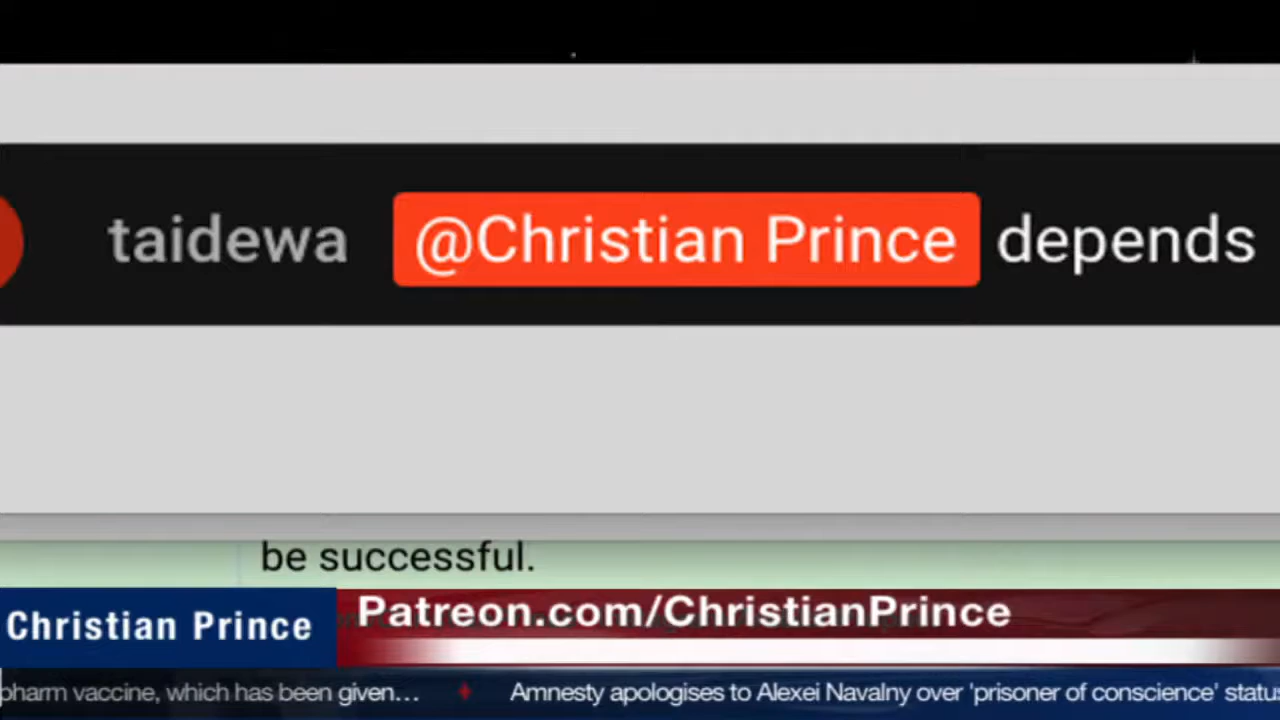 taidewa @Christian Prince depends
be successful.
Christian Prince
Patreon.com/ChristianPrince
pharm vaccine, which has been given… Amnesty apologises to Alexei Navalny over 'prisoner of conscience' status